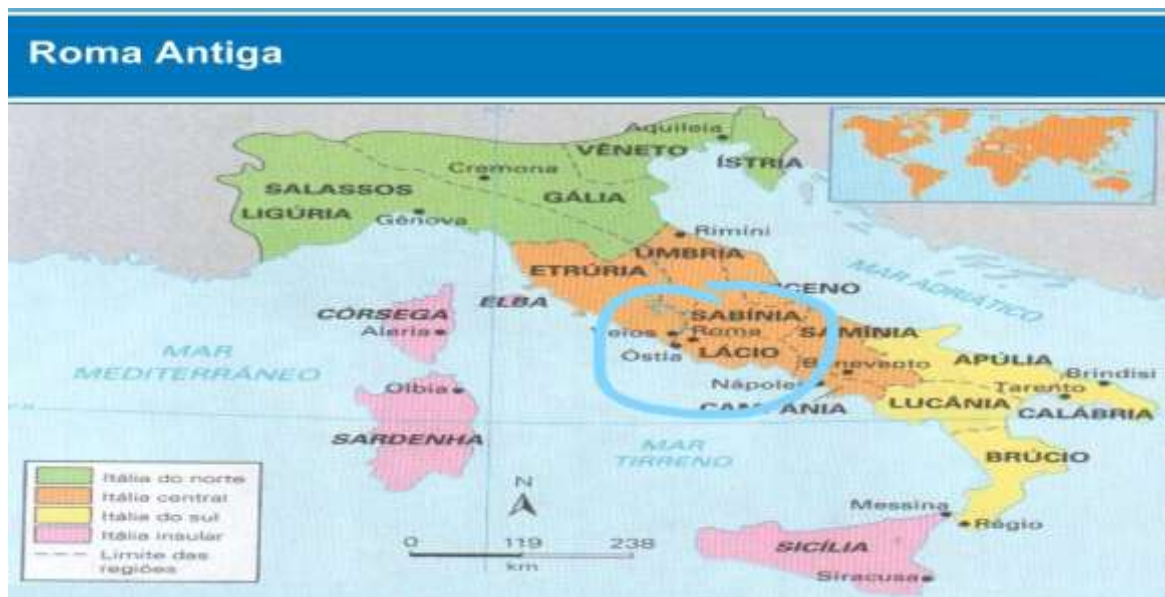 Roma Antiga
Aquileia
VÊNETO
ÍSTRIA
Cremona
SALASSOS
GÁLIA
LIGÚRIA
Gênova
Rimini
ÚMBRIA
ETRÚRIA
CENO
MAR ADRIÁTICO
ELBA
CÓRSEGA
SABÍNIA
Aleria
Roma
SAMÍNIA
Óstia
LÁCIO
APÚLIA
MAR
MEDITERRÂNEO
Benevento
Brindisi
Olbia
Nápoles
Tarento
CAMPANIA
LUCÂNIA
CALÁBRIA
SARDENHA
MAR
TIRRENO
BRÚCIO
Itália do norte
Itália central
Itália do sul
Itália insular
Limite das
regiões
N
0 119 238
km
Messina
Régio
SICÍLIA
Siracusa